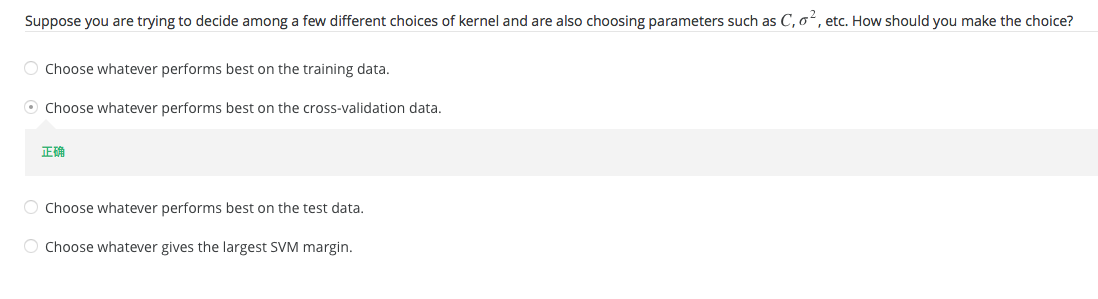 Suppose you are trying to decide among a few different choices of kernel and are also choosing parameters such as C, σ², etc. How should you make the choice?
Choose whatever performs best on the training data.
Choose whatever performs best on the cross-validation data.
正确
Choose whatever performs best on the test data.
Choose whatever gives the largest SVM margin.